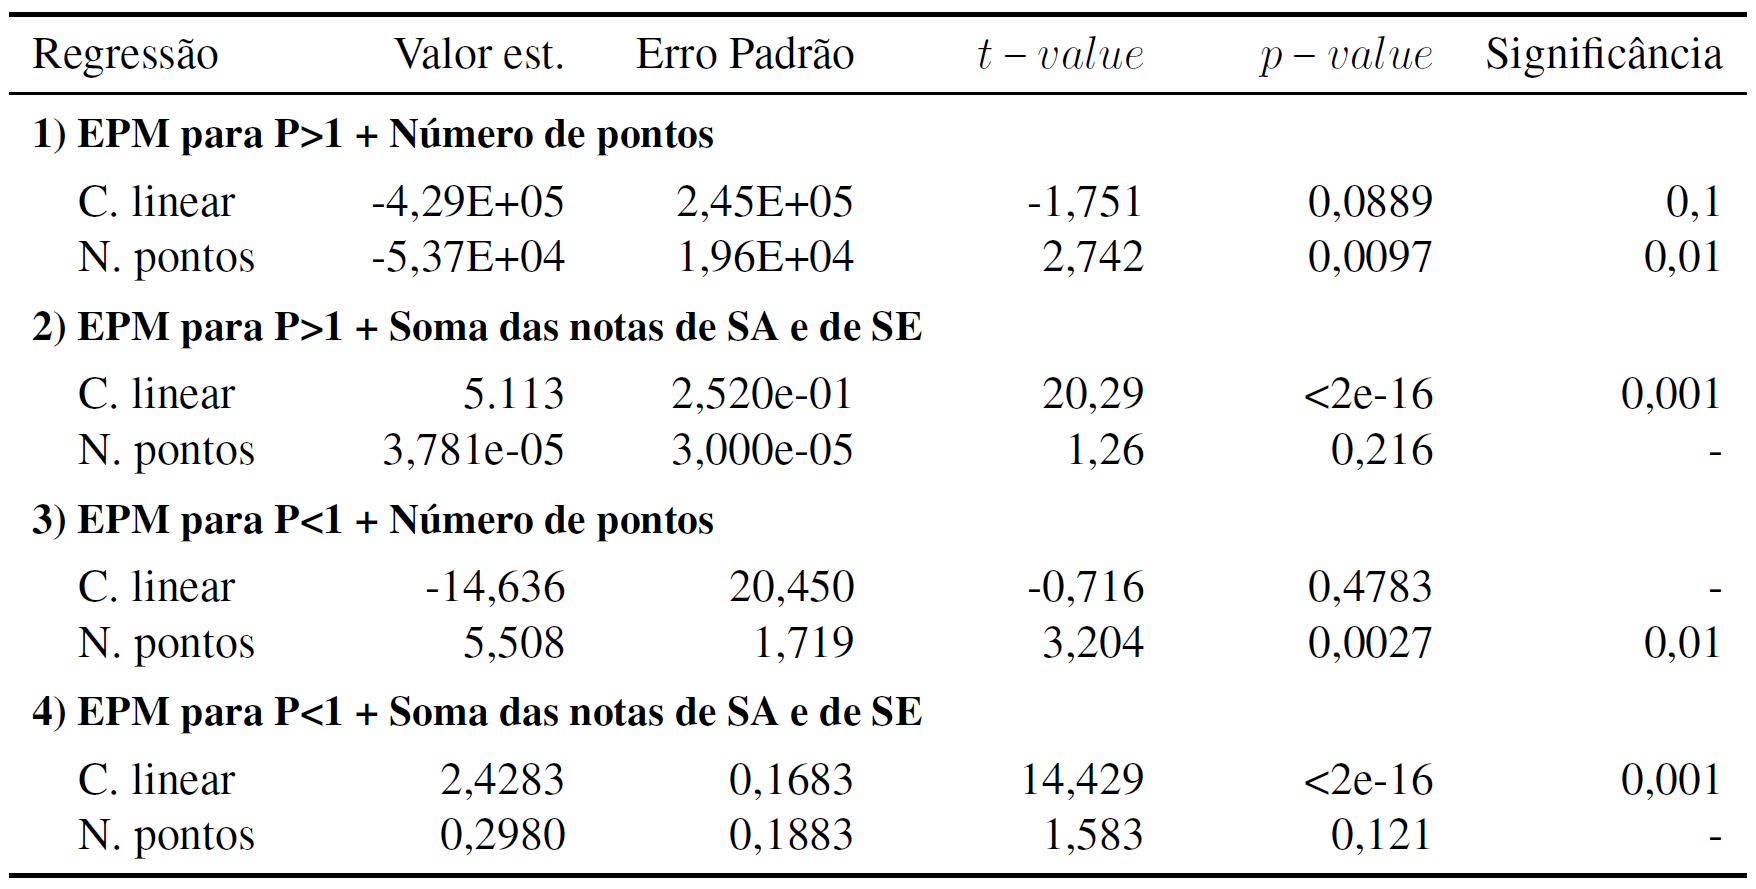 Regressão Valor est. Erro Padrão t – value p – value Significância
1) EPM para P>1 + Número de pontos
C. linear -4,29E+05 2,45E+05 -1,751 0,0889 0,1
N. pontos -5,37E+04 1,96E+04 2,742 0,0097 0,01
2) EPM para P>1 + Soma das notas de SA e de SE
C. linear 5.113 2,520e-01 20,29 <2e-16 0,001
N. pontos 3,781e-05 3,000e-05 1,26 0,216 -
3) EPM para P<1 + Número de pontos
C. linear -14,636 20,450 -0,716 0,4783 -
N. pontos 5,508 1,719 3,204 0,0027 0,01
4) EPM para P<1 + Soma das notas de SA e de SE
C. linear 2,4283 0,1683 14,429 <2e-16 0,001
N. pontos 0,2980 0,1883 1,583 0,121 -